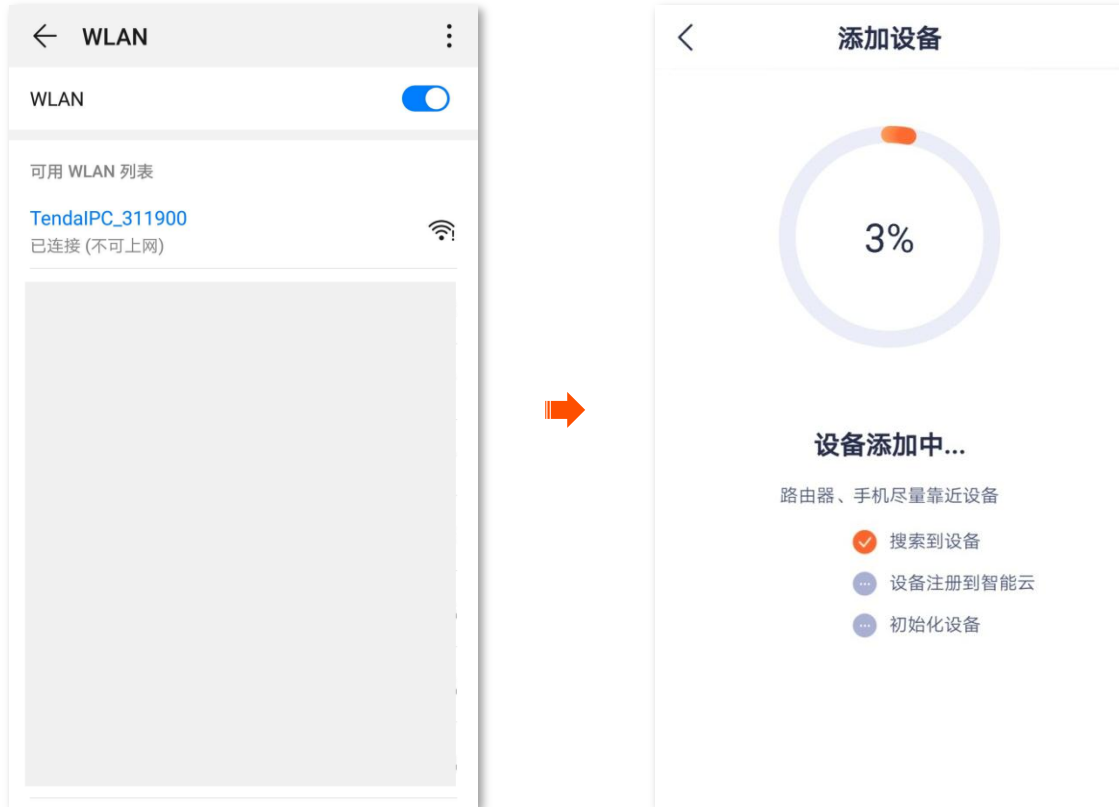 WLAN
WLAN
可用 WLAN 列表
TendaIPC_311900
已连接 (不可上网)
添加设备
3%
设备添加中...
路由器、手机尽量靠近设备
搜索到设备
设备注册到智能云
初始化设备